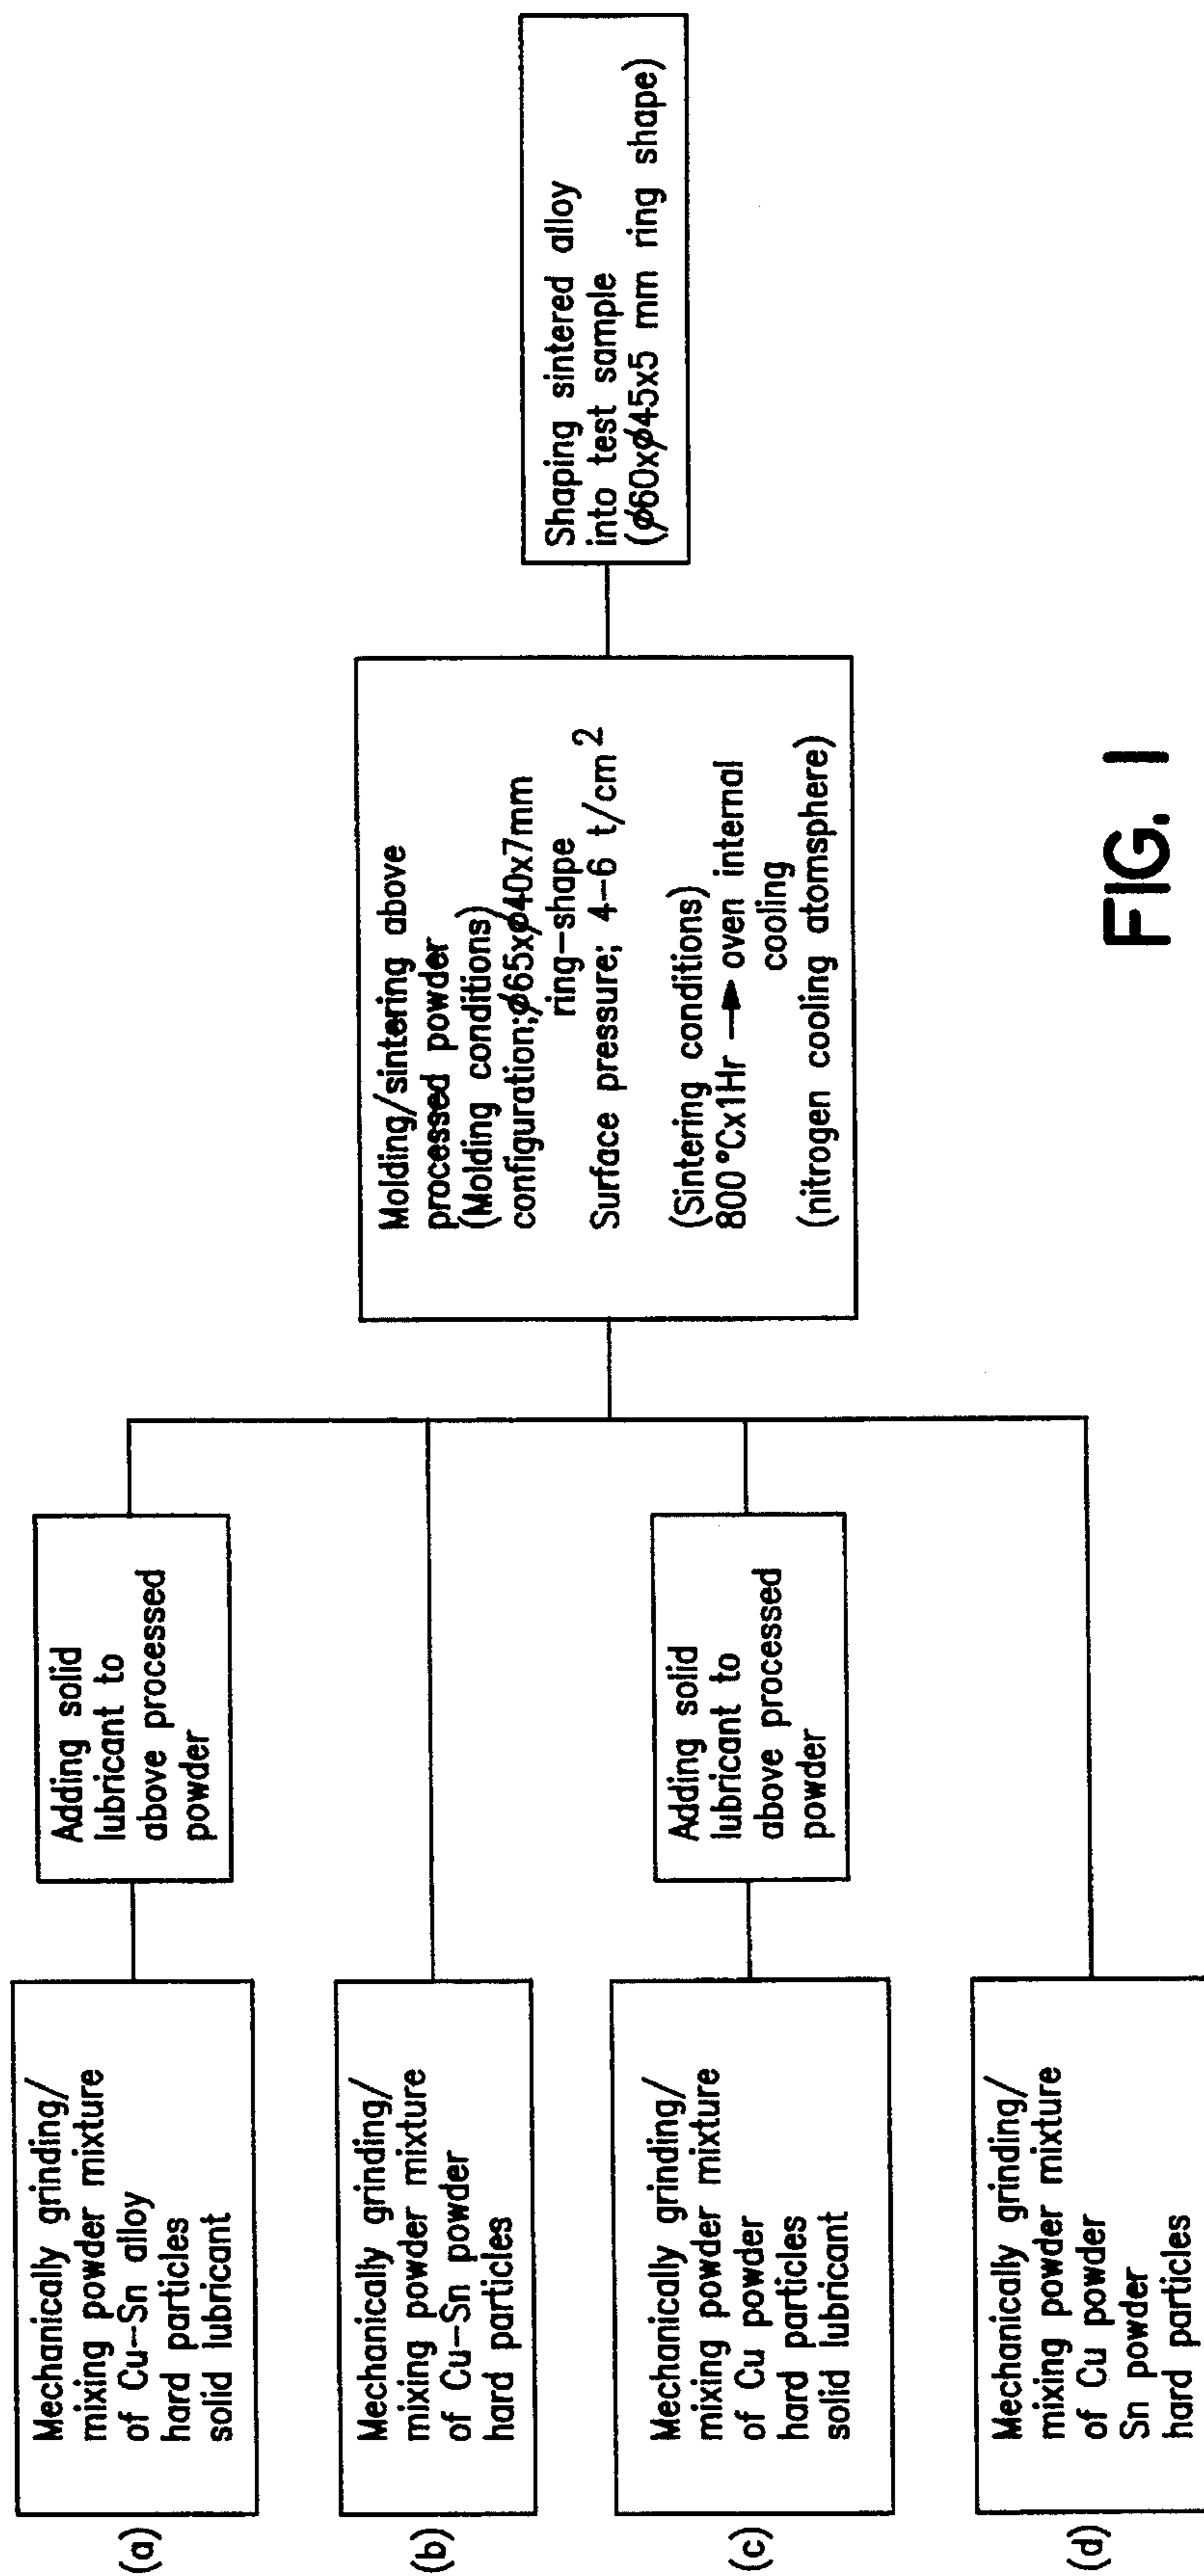 (a)
Mechanically grinding/
mixing powder mixture
of Cu–Sn alloy
hard particles
solid lubricant
Adding solid
lubricant to
above processed
powder
(b)
Mechanically grinding/
mixing powder mixture
of Cu–Sn powder
hard particles
(c)
Mechanically grinding/
mixing powder mixture
of Cu powder
hard particles
solid lubricant
Adding solid
lubricant to
above processed
powder
(d)
Mechanically grinding/
mixing powder mixture
of Cu powder
Sn powder
hard particles
Molding/sintering above
processed powder
(Molding conditions)
configuration;ø65xø40x7mm
ring–shape
Surface pressure; 4–6 t/cm²
(Sintering conditions)
800°Cx1Hr → oven internal
cooling
(nitrogen cooling atomsphere)
Shaping sintered alloy
into test sample
(ø60xø45x5 mm ring shape)
FIG. 1